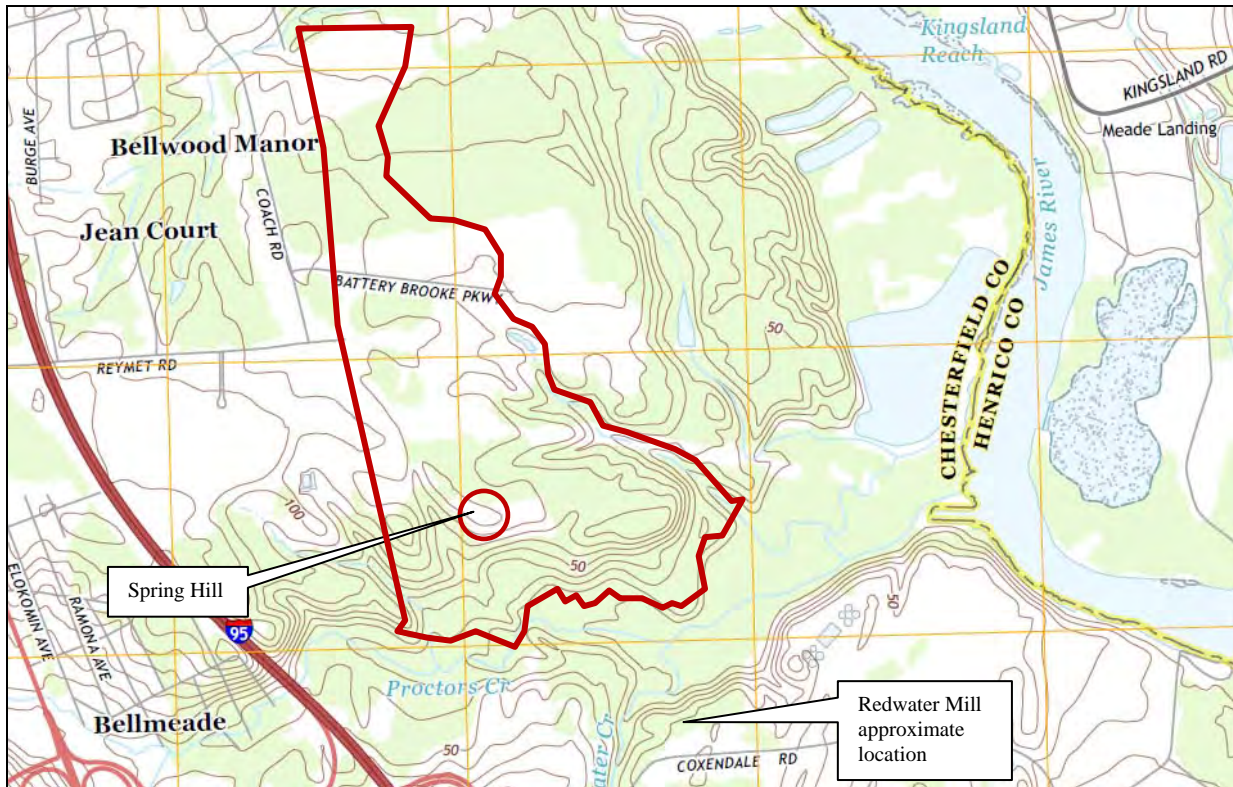 Kingsland
Reach
KINGSLAND RD
Meade Landing
BURGE AVE
Bellwood Manor
COACH RD
Jean Court
James River
BATTERY BROOKE PKWY
CHESTERFIELD CO
HENRICO CO
50
REYMET RD
100
50
Spring Hill
50
ELOKOMIN AVE
RAMONA AVE
95
Proctors Cr
Bellmeade
50
ater Cr
Redwater Mill
approximate
location
COXENDALE RD